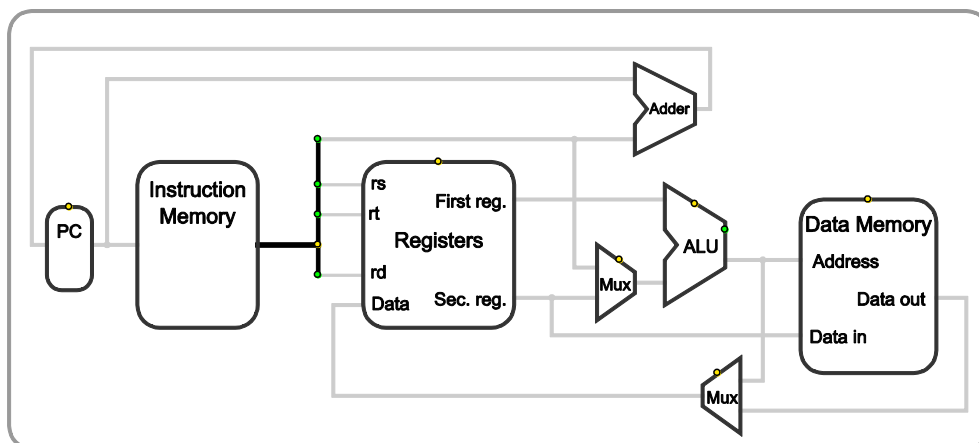 Adder
Instruction
Memory
PC
rs
rt
Registers
rd
Data
First reg.
Sec. reg.
Mux
ALU
Data Memory
Address
Data out
Data in
Mux